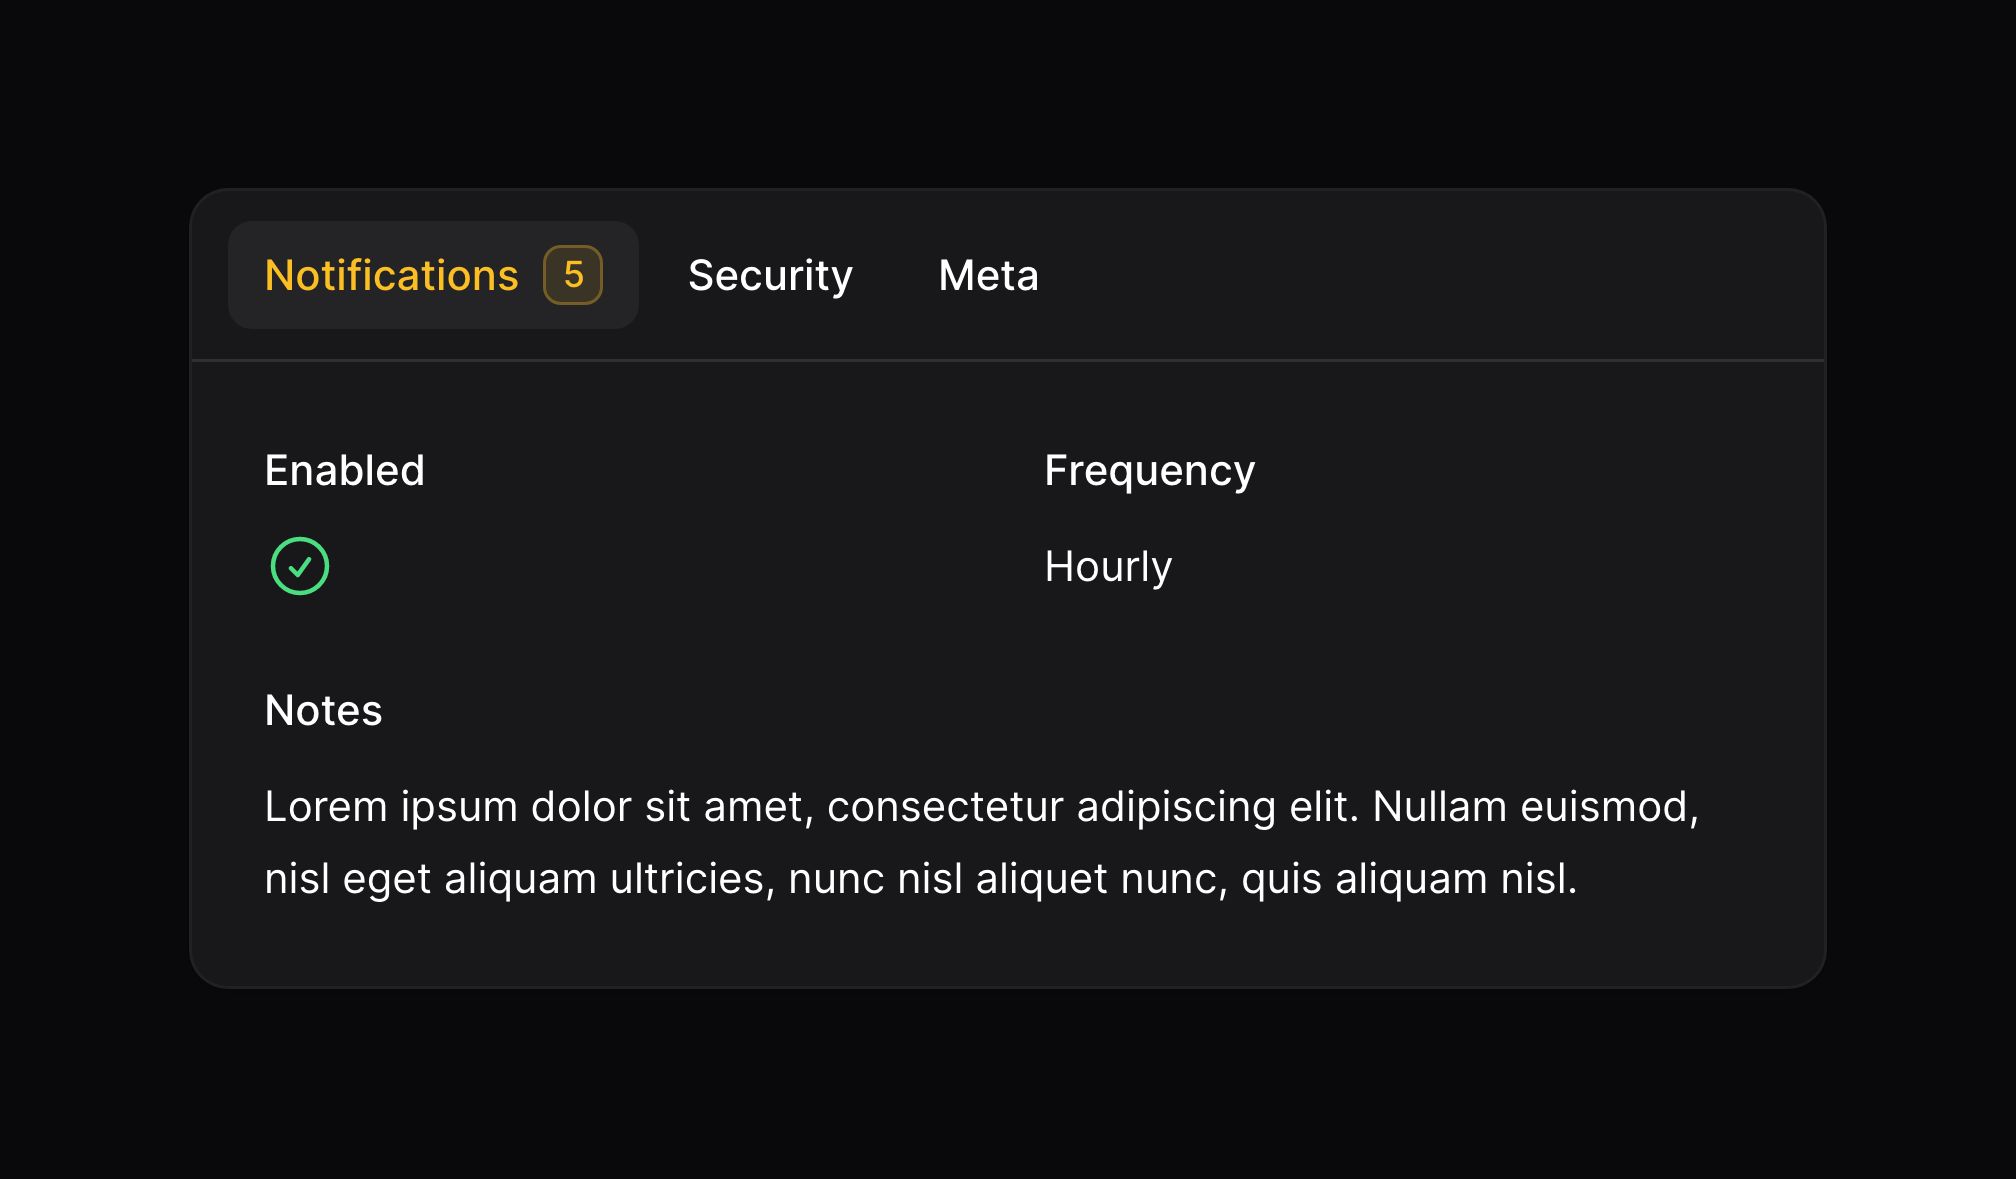 Notifications 5 Security Meta
Enabled Frequency
Hourly
Notes
Lorem ipsum dolor sit amet, consectetur adipiscing elit. Nullam euismod,
nisl eget aliquam ultricies, nunc nisl aliquet nunc, quis aliquam nisl.